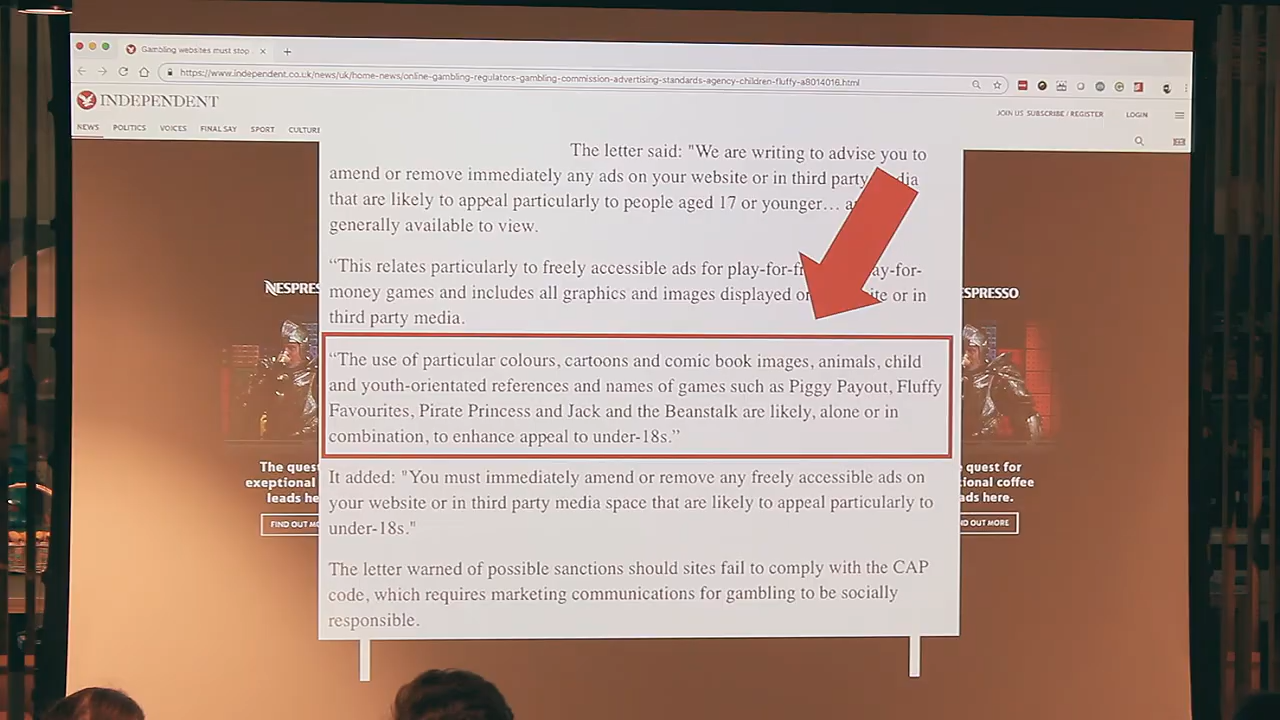 Gambling websites must stop
https://www.independent.co.uk/news/uk/home-news/online-gambling-regulators-gambling-commission-advertising-standards-agency-children-fluffy-a8014016.html
INDEPENDENT
JOIN US SUBSCRIBE / REGISTER LOGIN
NEWS POLITICS VOICES FINAL SAY SPORT CULTURE
The letter said: "We are writing to advise you to
amend or remove immediately any ads on your website or in third party
that are likely to appeal particularly to people aged 17 or younger…
generally available to view.
“This relates particularly to freely accessible ads for play-for-
money games and includes all graphics and images displayed or in
third party media.
“The use of particular colours, cartoons and comic book images, animals, child
and youth-orientated references and names of games such as Piggy Payout, Fluffy
Favourites, Pirate Princess and Jack and the Beanstalk are likely, alone or in
combination, to enhance appeal to under-18s.”
It added: "You must immediately amend or remove any freely accessible ads on
your website or in third party media space that are likely to appeal particularly to
under-18s."
The letter warned of possible sanctions should sites fail to comply with the CAP
code, which requires marketing communications for gambling to be socially
responsible.
NESPRE
The quest
exeptional
leads he
FIND OUT MO
SPRESSO
quest for
tional coffee
ads here.
ND OUT MORE